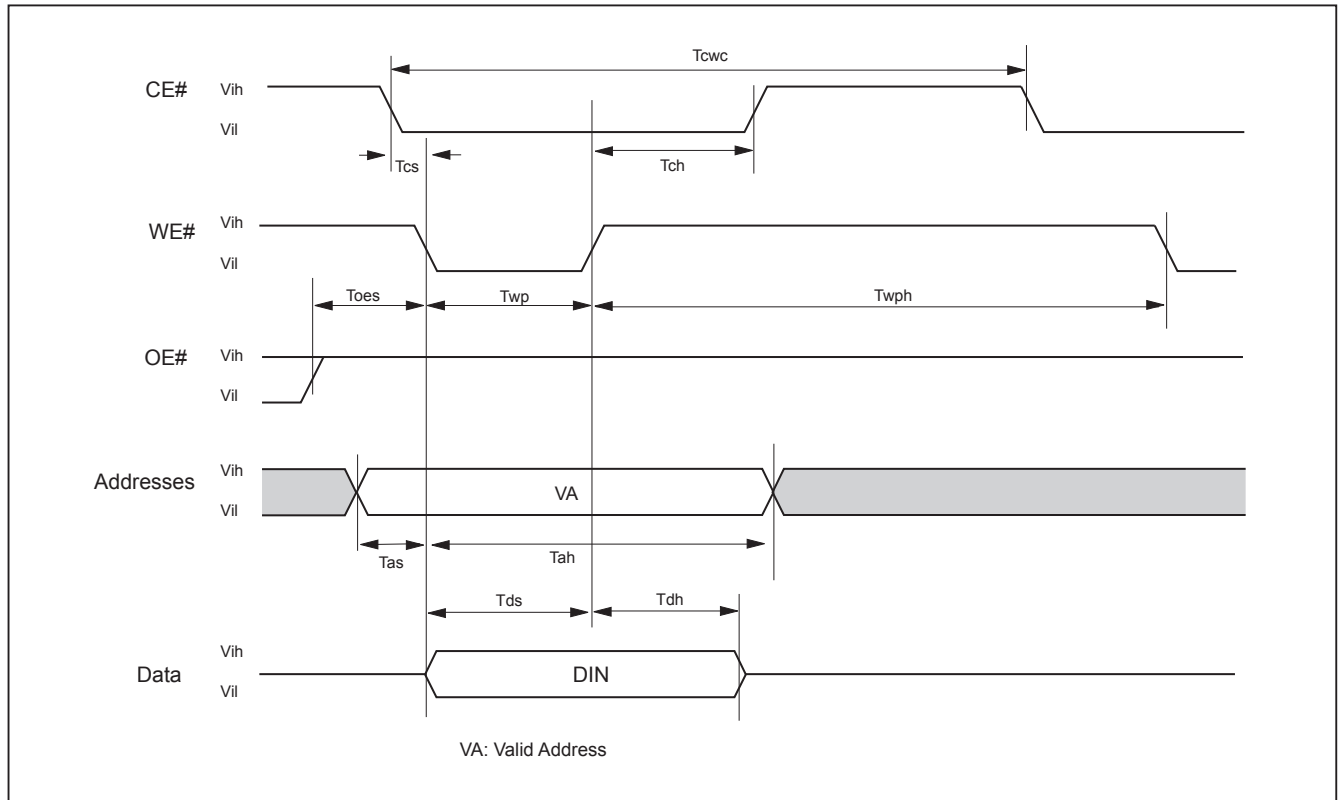 Tcwc
CE#
Vih
Vil
Tcs
Tch
WE#
Vih
Vil
Toes
Twp
Twph
OE#
Vih
Vil
Addresses
Vih
Vil
VA
Tas
Tah
Tds
Tdh
Data
Vih
Vil
DIN
VA: Valid Address